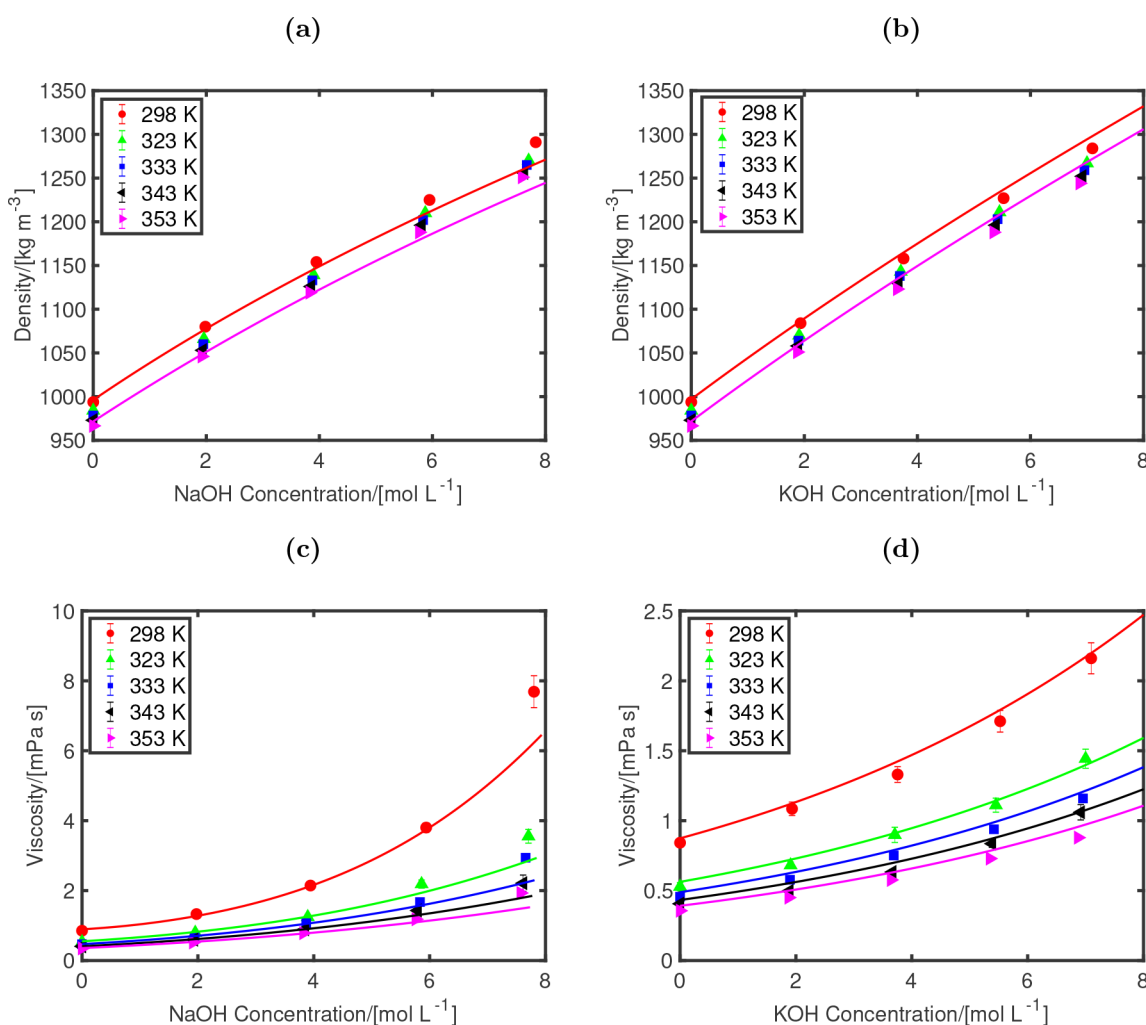 (a)
1350
1300
1250
1200
1150
1100
1050
1000
950
Density/[kg m⁻³]
298 K
323 K
333 K
343 K
353 K
0 2 4 6 8
NaOH Concentration/[mol L⁻¹]
(b)
1350
1300
1250
1200
1150
1100
1050
1000
950
Density/[kg m⁻³]
298 K
323 K
333 K
343 K
353 K
0 2 4 6 8
KOH Concentration/[mol L⁻¹]
(c)
10
8
6
4
2
0
Viscosity/[mPa s]
298 K
323 K
333 K
343 K
353 K
0 2 4 6 8
NaOH Concentration/[mol L⁻¹]
(d)
2.5
2
1.5
1
0.5
0
Viscosity/[mPa s]
298 K
323 K
333 K
343 K
353 K
0 2 4 6 8
KOH Concentration/[mol L⁻¹]